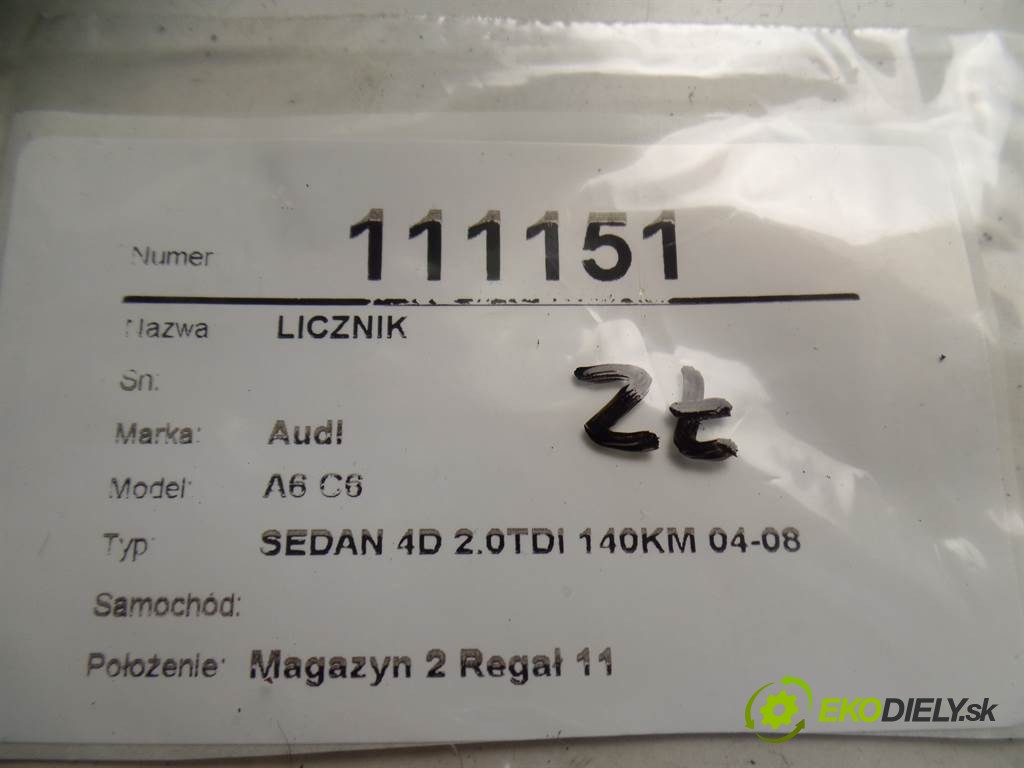 Numer 111151
Nazwa LICZNIK
Sn:
Marka: Audi
Model: A6 C6
Typ: SEDAN 4D 2.0TDI 140KM 04-08
Samochód:
Położenie: Magazyn 2 Regał 11
EKODIELY.sk